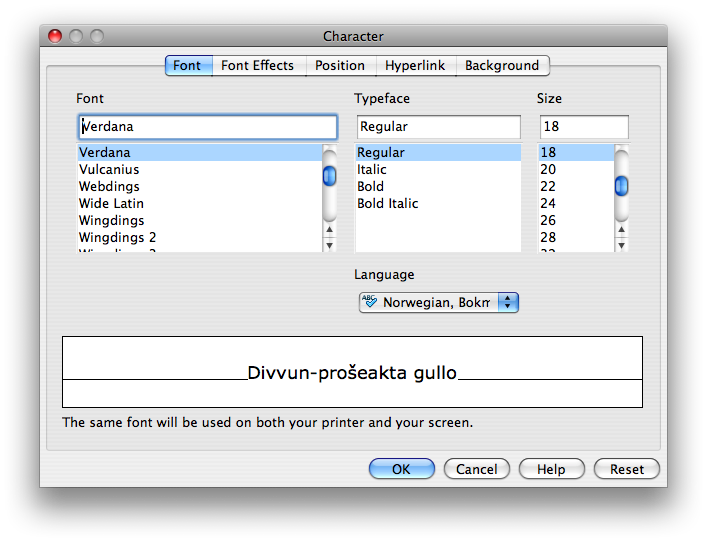 Character
Font Font Effects Position Hyperlink Background
Font Typeface Size
Verdana Regular 18
Verdana Regular 18
Vulcanius Italic 20
Webdings Bold 22
Wide Latin Bold Italic 24
Wingdings 26
Wingdings 2 28
Language
ABC Norwegian, Bokm
Divvun-prošeakta gullo
The same font will be used on both your printer and your screen.
OK Cancel Help Reset